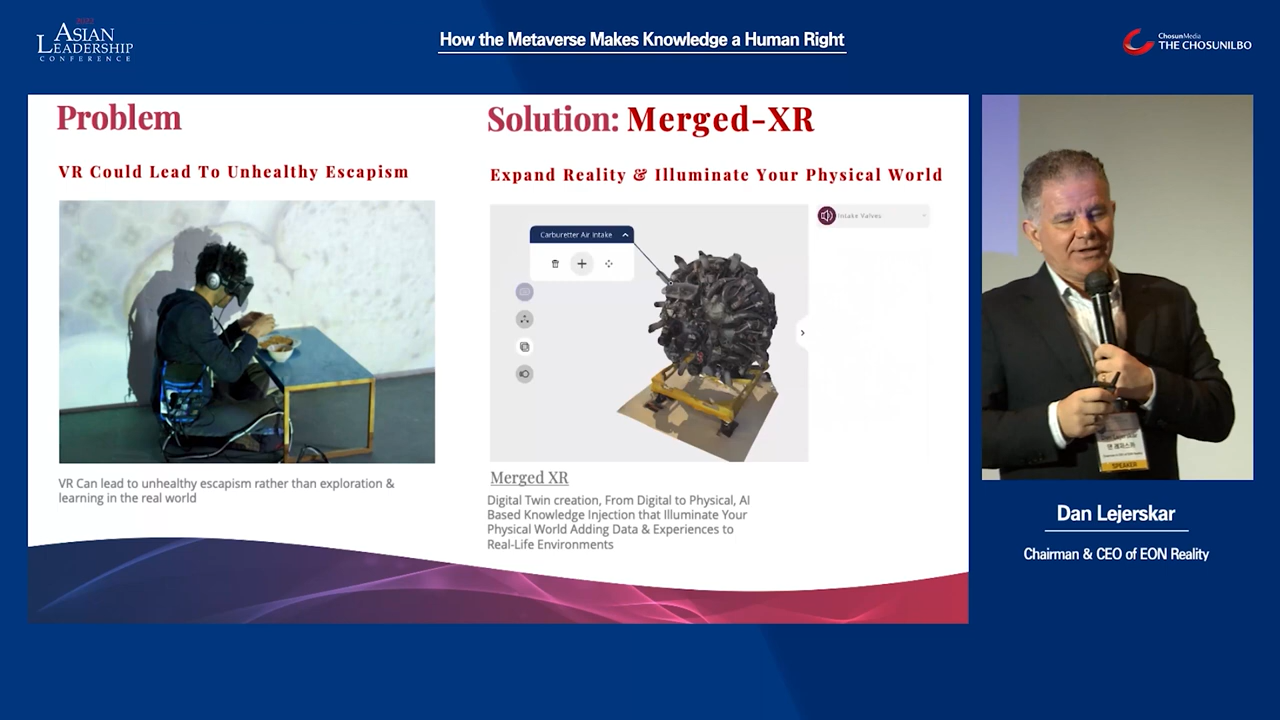 2022
ASIAN
LEADERSHIP
CONFERENCE
How the Metaverse Makes Knowledge a Human Right
ChosunMedia
THE CHOSUNILBO
Problem
VR Could Lead To Unhealthy Escapism
VR Can lead to unhealthy escapism rather than exploration &
learning in the real world
Solution: Merged-XR
Expand Reality & Illuminate Your Physical World
Carburetter Air Intake
Intake Valves
Merged XR
Digital Twin creation, From Digital to Physical, AI
Based Knowledge Injection that Illuminate Your
Physical World Adding Data & Experiences to
Real-Life Environments
SPEAKER
Dan Lejerskar
Chairman & CEO of EON Reality